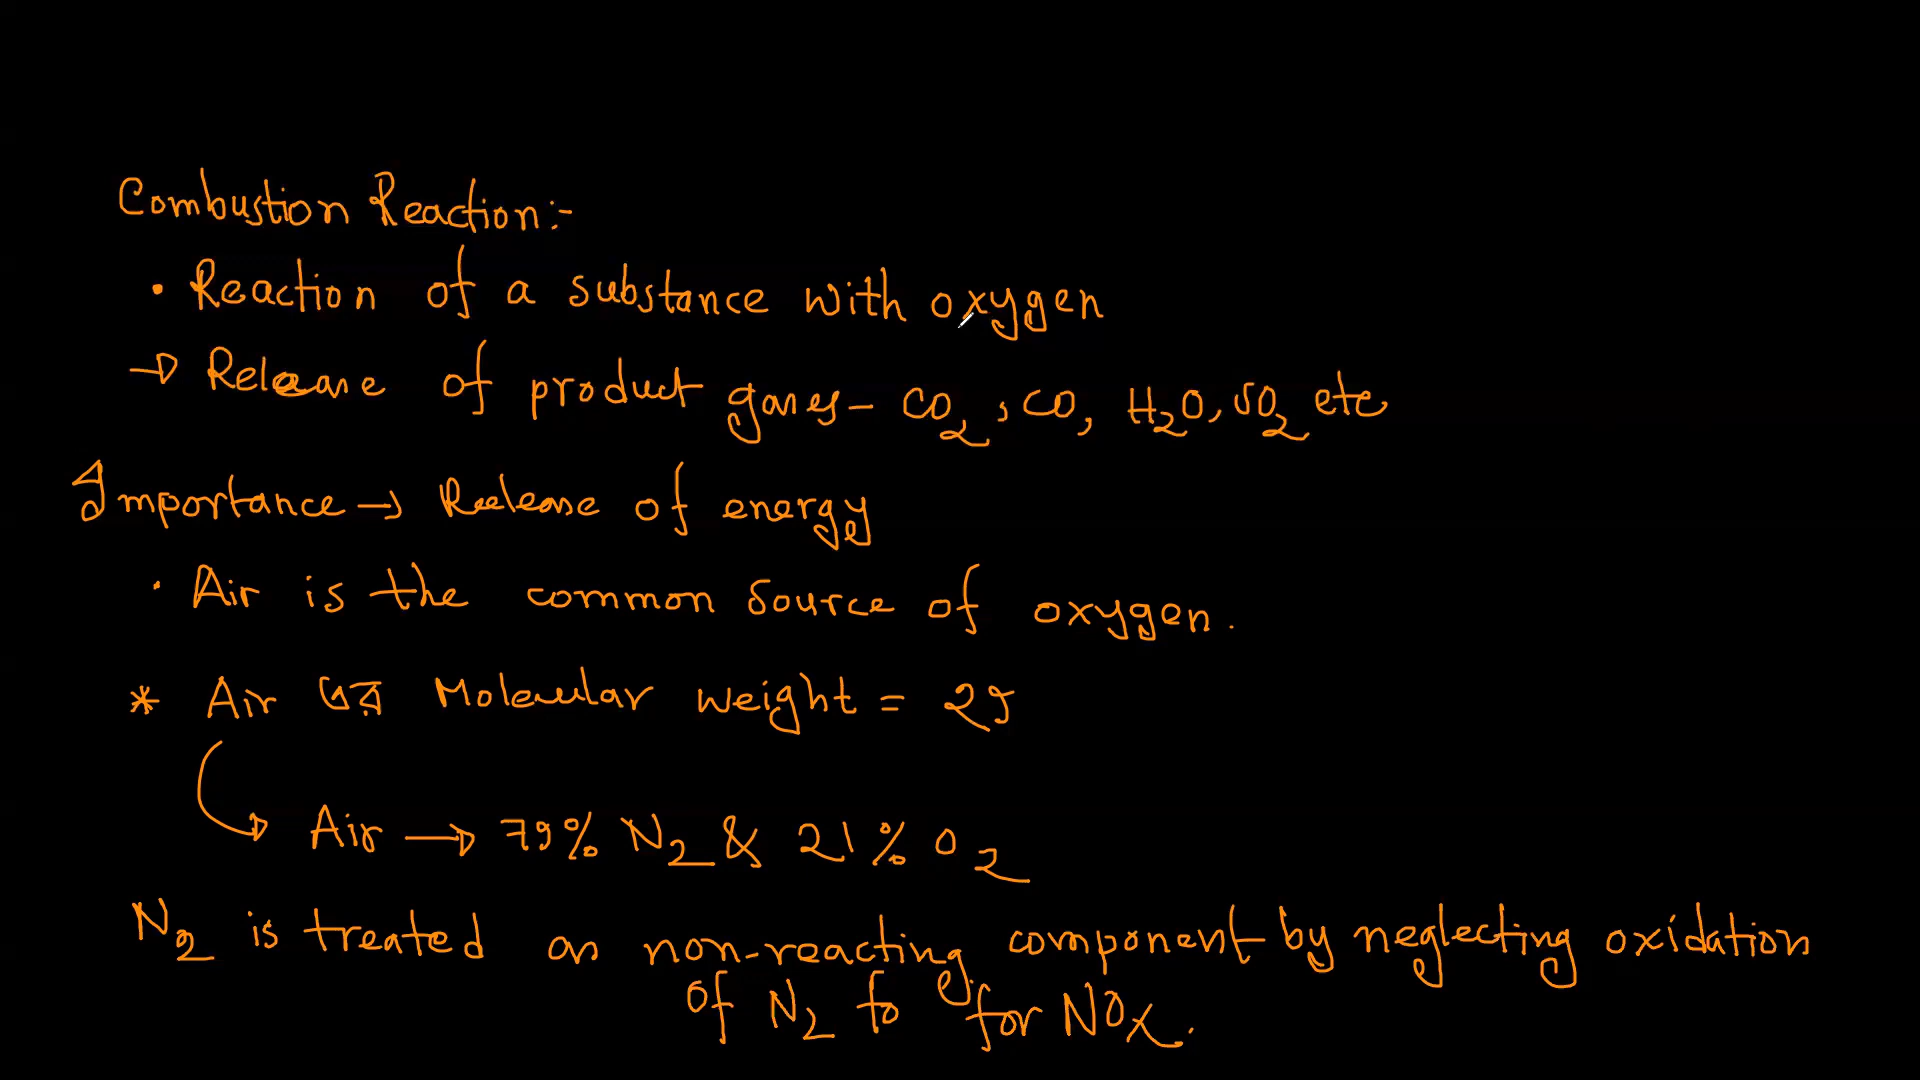 Combustion Reaction:-
• Reaction of a substance with oxygen
→ Release of product gases - CO2, CO, H2O, SO2 etc
Importance → Release of energy
• Air is the common source of oxygen.
* Air এর Molecular weight = 29
Air → 79% N2 & 21% O2
N2 is treated as non-reacting component by neglecting oxidation
of N2 to for NOx.